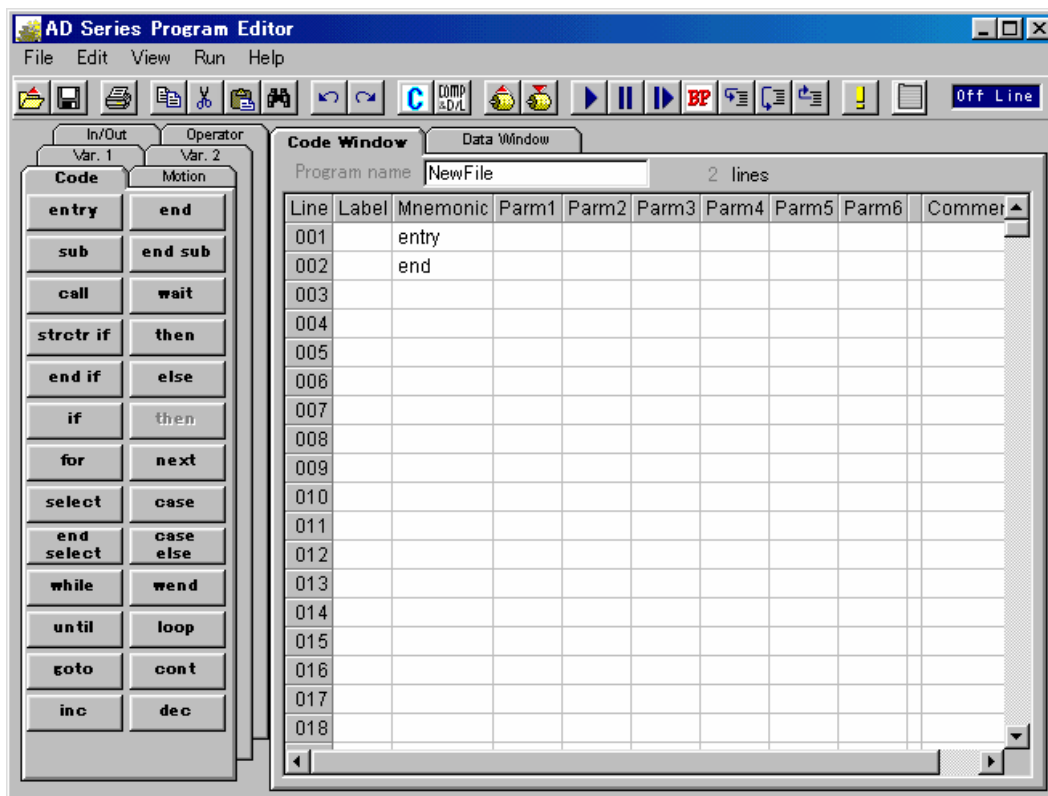 AD Series Program Editor
File Edit View Run Help
C COMP &D/L BP Off Line
In/Out Operator
Var. 1 Var. 2
Code Motion
entry end
sub end sub
call wait
strctr if then
end if else
if then
for next
select case
end select case else
while wend
until loop
goto cont
inc dec
Code Window Data Window
Program name NewFile 2 lines
Line Label Mnemonic Parm1 Parm2 Parm3 Parm4 Parm5 Parm6 Commer
001 entry
002 end
003
004
005
006
007
008
009
010
011
012
013
014
015
016
017
018